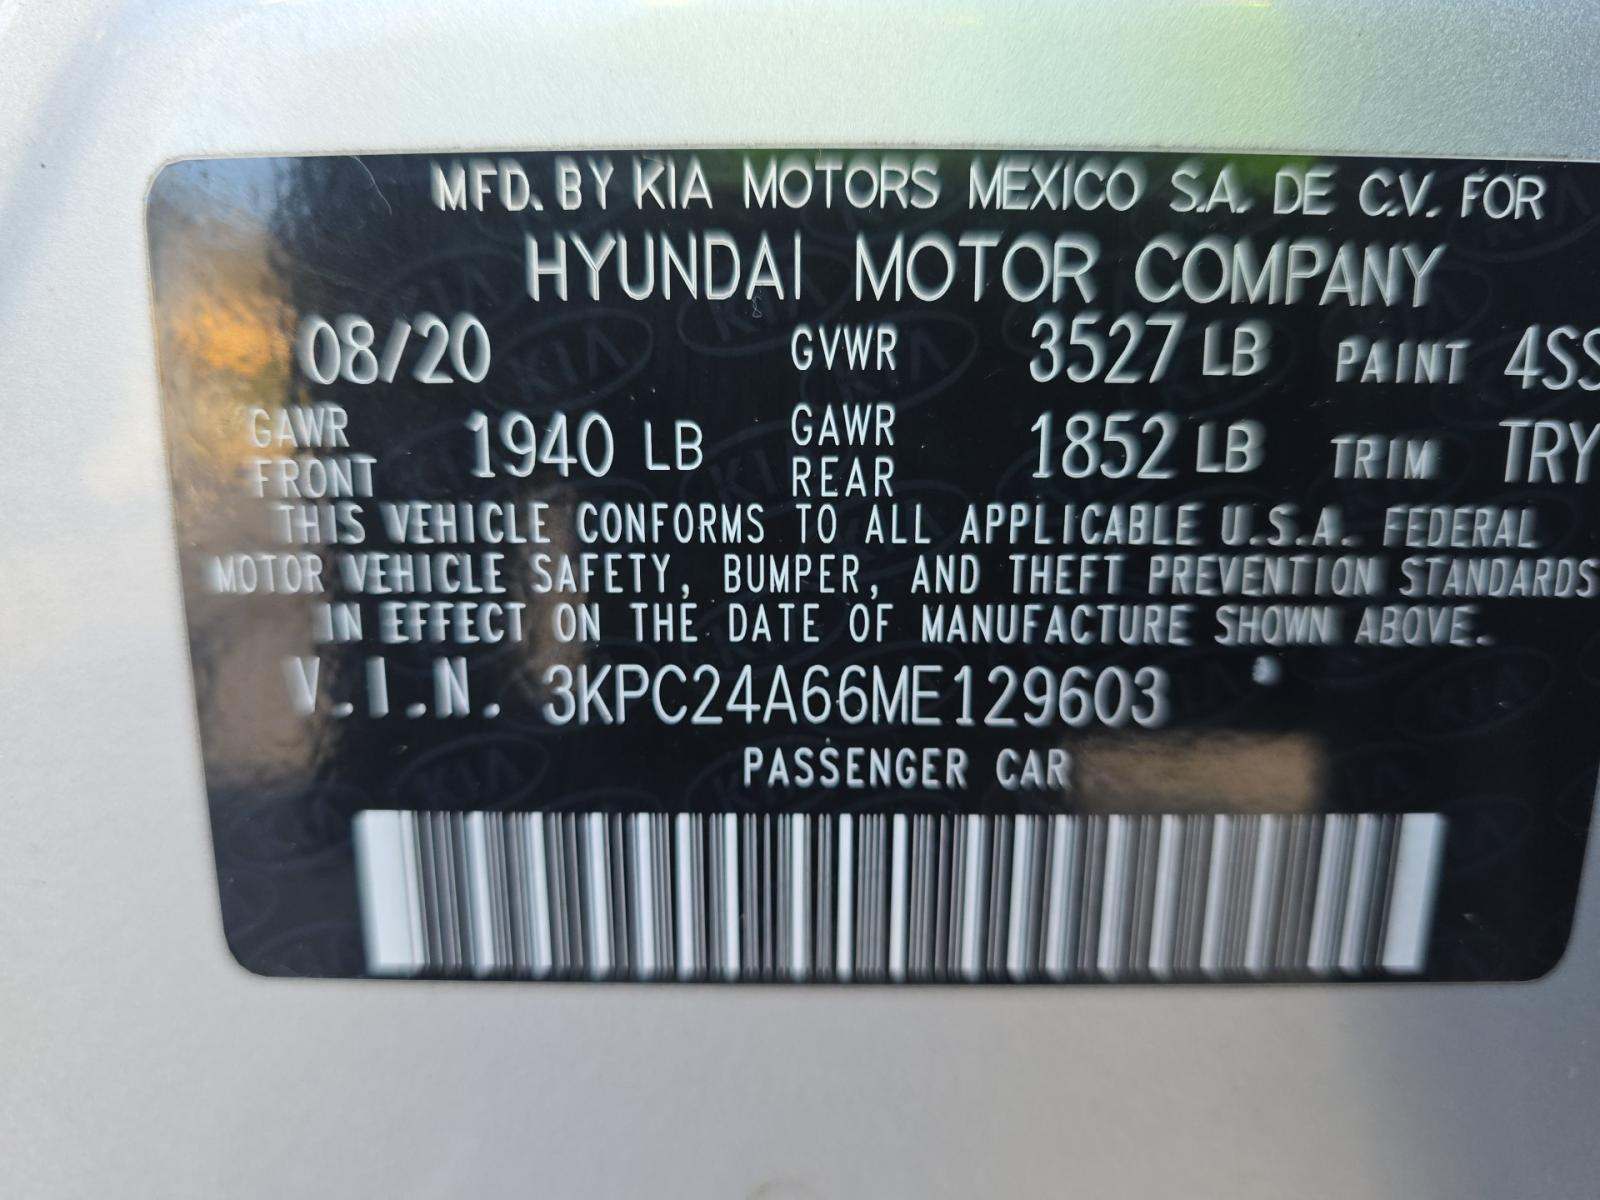 MFD. BY KIA MOTORS MEXICO S.A. DE C.V. FOR
HYUNDAI MOTOR COMPANY
08/20 GVWR 3527 LB PAINT 4SS
GAWR FRONT 1940 LB GAWR REAR 1852 LB TRIM TRY
THIS VEHICLE CONFORMS TO ALL APPLICABLE U.S.A. FEDERAL
MOTOR VEHICLE SAFETY, BUMPER, AND THEFT PREVENTION STANDARDS
IN EFFECT ON THE DATE OF MANUFACTURE SHOWN ABOVE.
V.I.N. 3KPC24A66ME129603
PASSENGER CAR